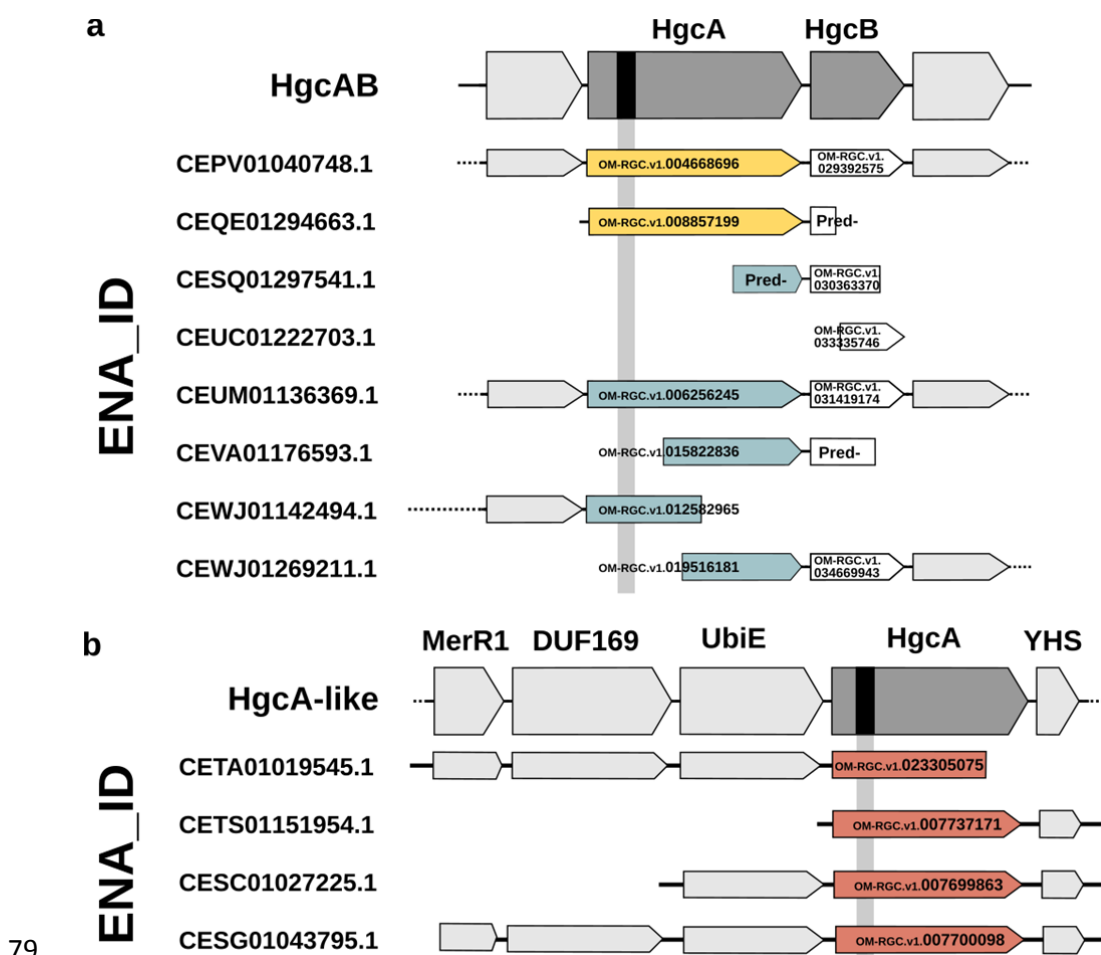 a
HgcA HgcB
HgcAB
ENA_ID
CEPV01040748.1 OM-RGC.v1.004668696 OM-RGC.v1.
029392575
CEQE01294663.1 OM-RGC.v1.008857199 Pred-
CESQ01297541.1 Pred- OM-RGC.v1
030363370
CEUC01222703.1 OM-RGC.v1.
033335746
CEUM01136369.1 OM-RGC.v1.006256245 OM-RGC.v1.
031419174
CEVA01176593.1 OM-RGC.v1.015822836 Pred-
CEWJ01142494.1 OM-RGC.v1.012582965
CEWJ01269211.1 OM-RGC.v1.019516181 OM-RGC.v1.
034669943
b
MerR1 DUF169 UbiE HgcA YHS
HgcA-like
ENA_ID
CETA01019545.1 OM-RGC.v1.023305075
CETS01151954.1 OM-RGC.v1.007737171
CESC01027225.1 OM-RGC.v1.007699863
CESG01043795.1 OM-RGC.v1.007700098
79